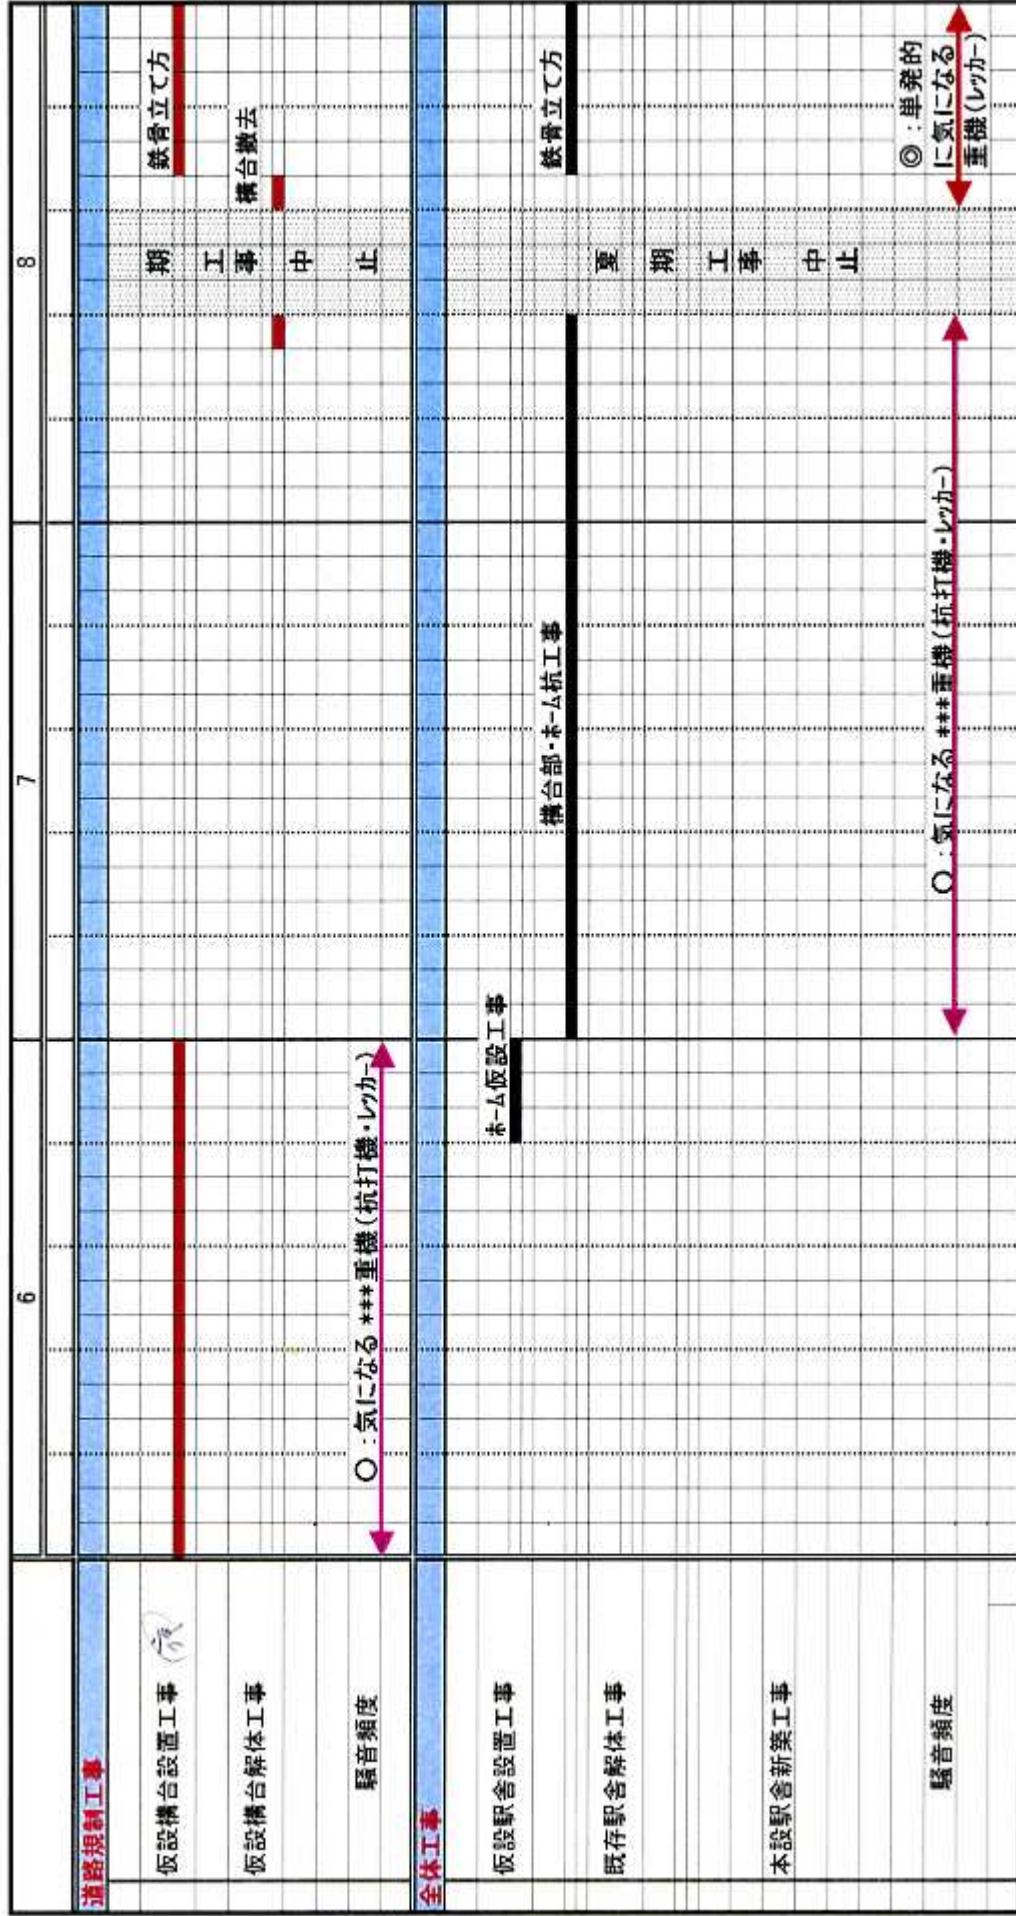 6
7
8
道路規制工事
仮設構台設置工事
鉄骨立て方
仮設構台解体工事
構台撤去
期工事中止
騒音頻度
〇：気になる ***重機(杭打機・レッカー)
全体工事
仮設駅舎設置工事
ホーム仮設工事
構台部・ホーム杭工事
鉄骨立て方
既存駅舎解体工事
本設駅舎新築工事
夏期工事中止
騒音頻度
〇：気になる ***重機(杭打機・レッカー)
◎：単発的
に気になる
重機(レッカー)